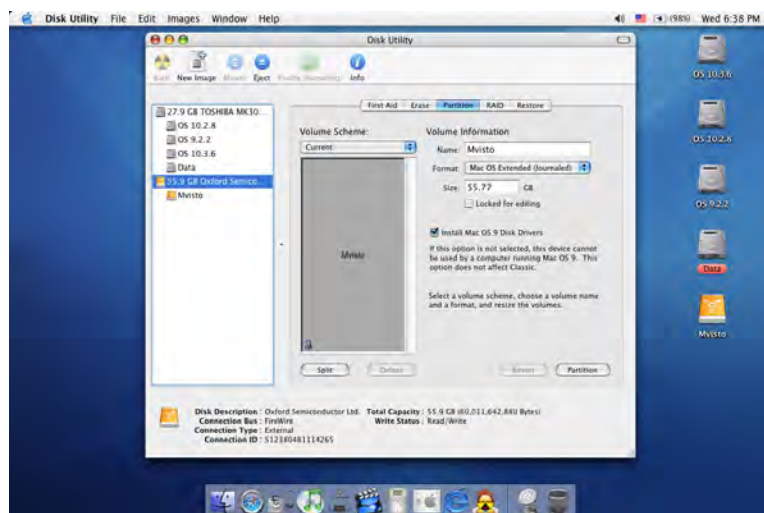 Disk Utility File Edit Images Window Help
(98%) Wed 6:38 PM
Disk Utility
New Image Eject Info
First Aid Erase Partition RAID Restore
27.9 GB TOSHIBA MK30...
OS 10.2.8
OS 9.2.2
OS 10.3.6
Data
55.9 GB Oxford Semico...
Mvisto
Volume Scheme:
Current
Mvisto
Split Delete
Volume Information
Name: Mvisto
Format: Mac OS Extended (Journaled)
Size: 55.77 GB
Locked for editing
Install Mac OS 9 Disk Drivers
If this option is not selected, this device cannot
be used by a computer running Mac OS 9. This
option does not affect Classic.
Select a volume scheme, choose a volume name
and a format, and resize the volumes.
Revert Partition
Disk Description : Oxford Semiconductor Ltd.
Connection Bus : FireWire
Connection Type : External
Connection ID :
Total Capacity : 55.9 GB
Write Status : Read/Write
OS 10.3.6
OS 10.2.8
OS 9.2.2
Data
Mvisto